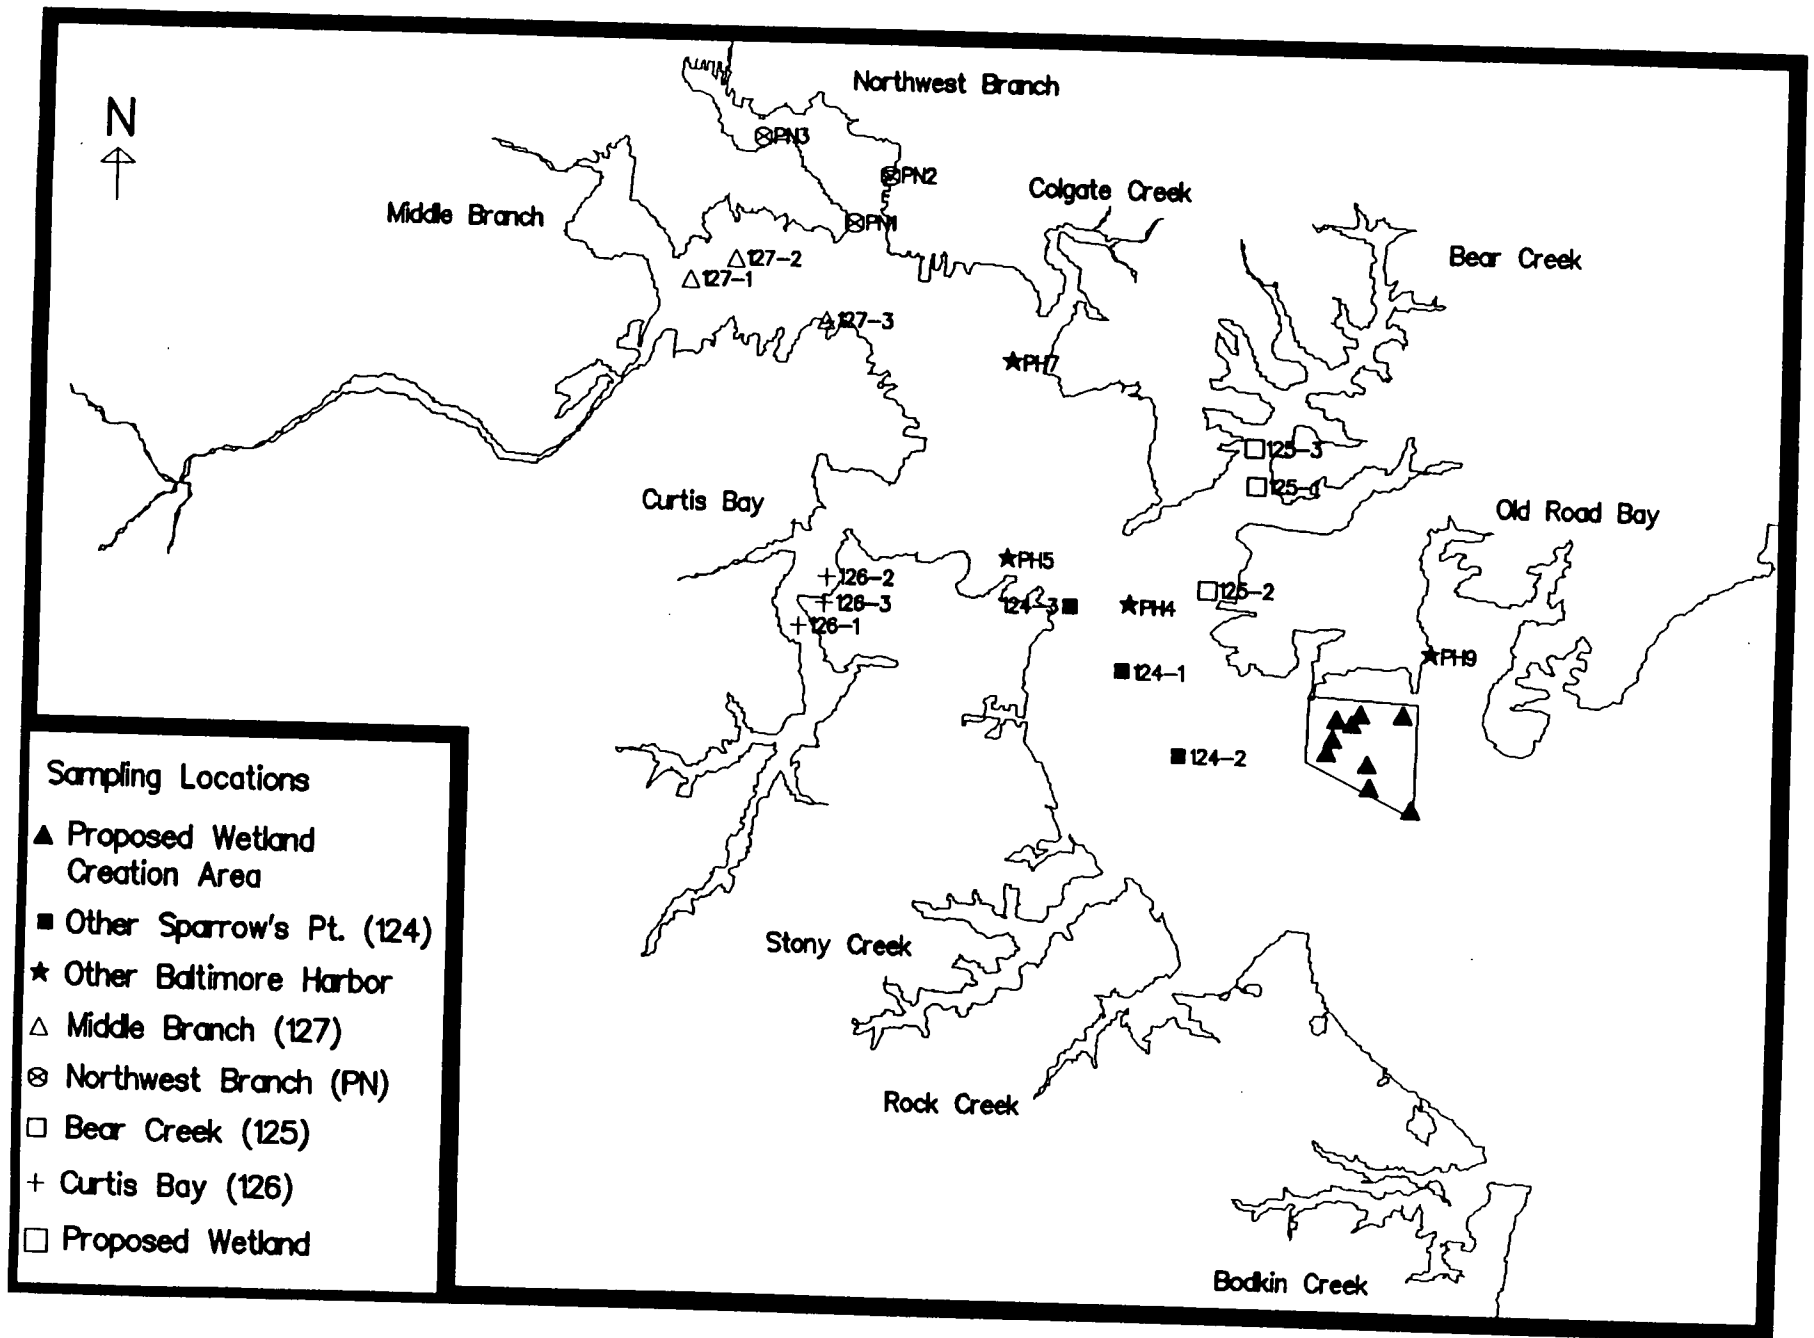 Northwest Branch
N
PN3
PN2
Colgate Creek
Middle Branch
PN1
Bear Creek
127-2
127-1
127-3
PH7
125-3
125-1
Curtis Bay
Old Road Bay
PH5
126-2
125-2
126-3
124-3
PH4
126-1
PH9
124-1
124-2
Sampling Locations
Proposed Wetland
Creation Area
Other Sparrow's Pt. (124)
Other Baltimore Harbor
Middle Branch (127)
Northwest Branch (PN)
Bear Creek (125)
Curtis Bay (126)
Proposed Wetland
Stony Creek
Rock Creek
Bodkin Creek